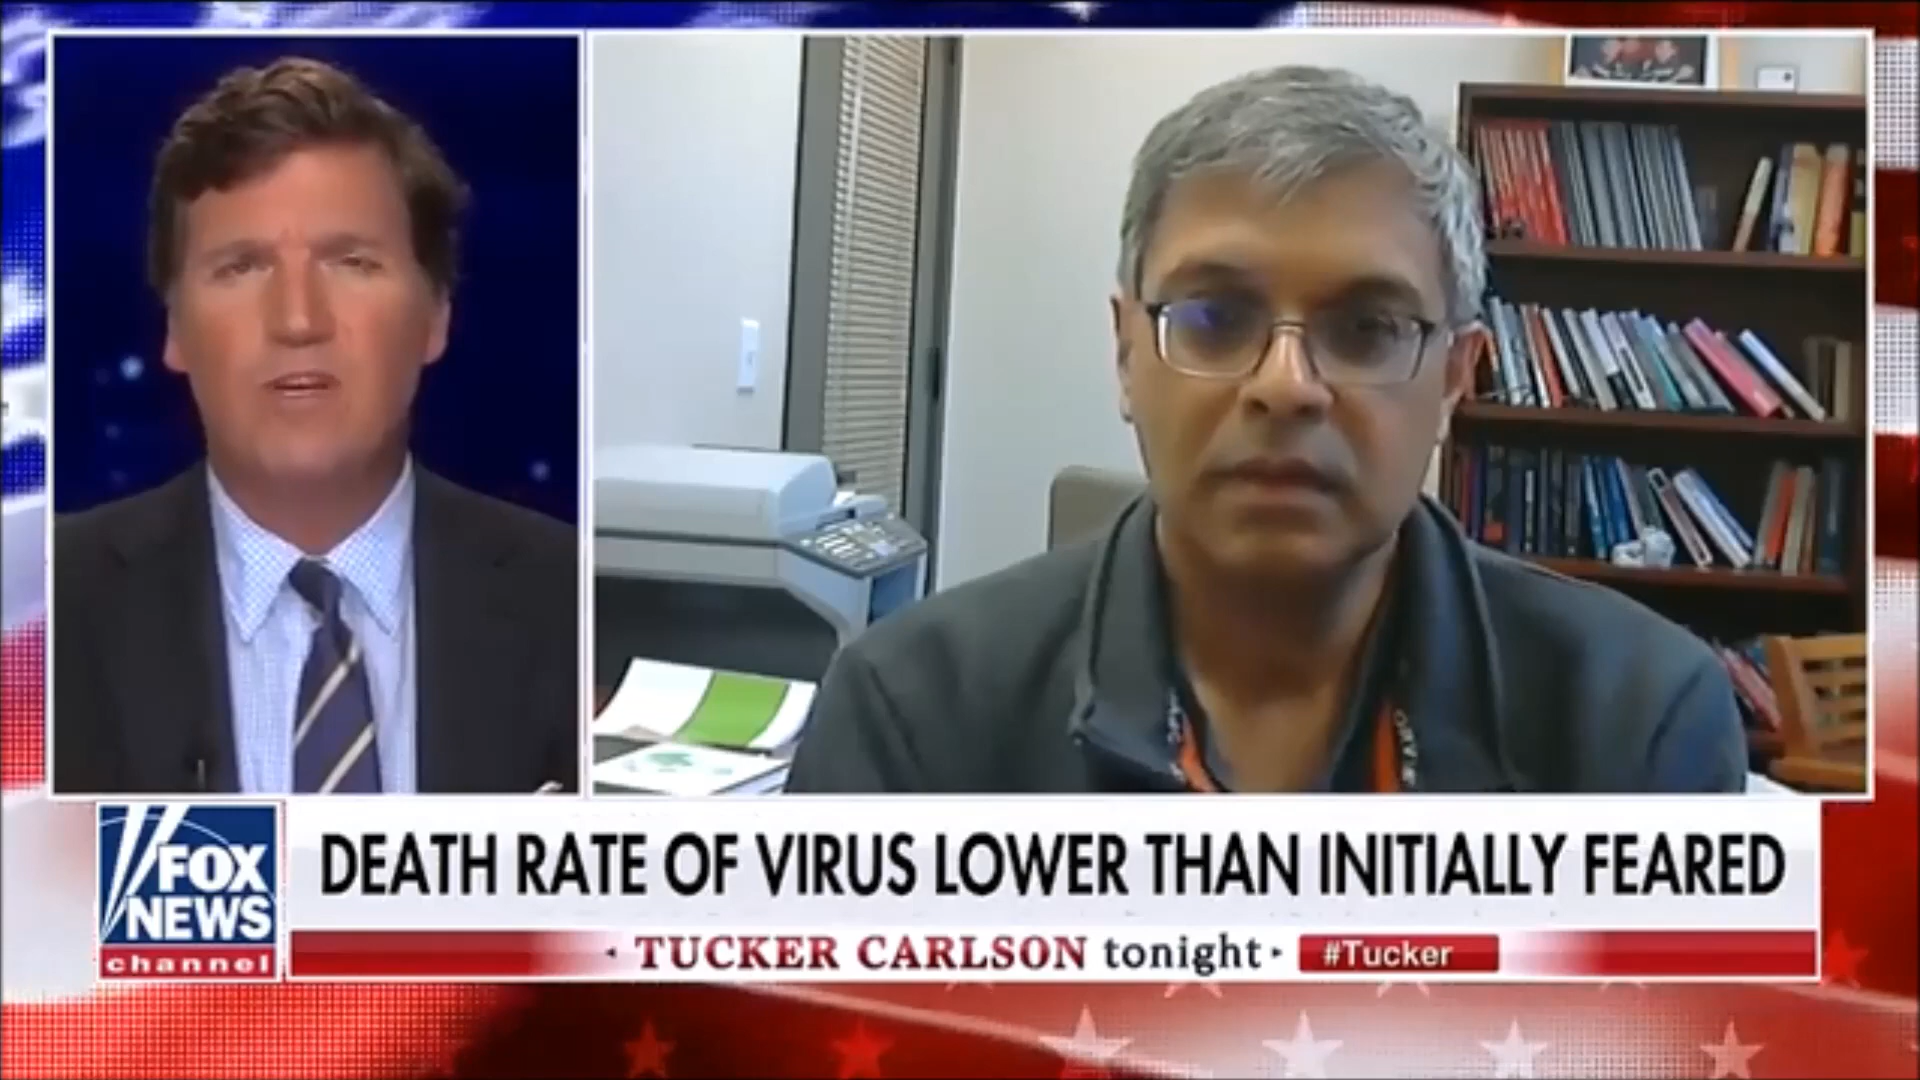 DEATH RATE OF VIRUS LOWER THAN INITIALLY FEARED
FOX
NEWS
channel
TUCKER CARLSON tonight
#Tucker